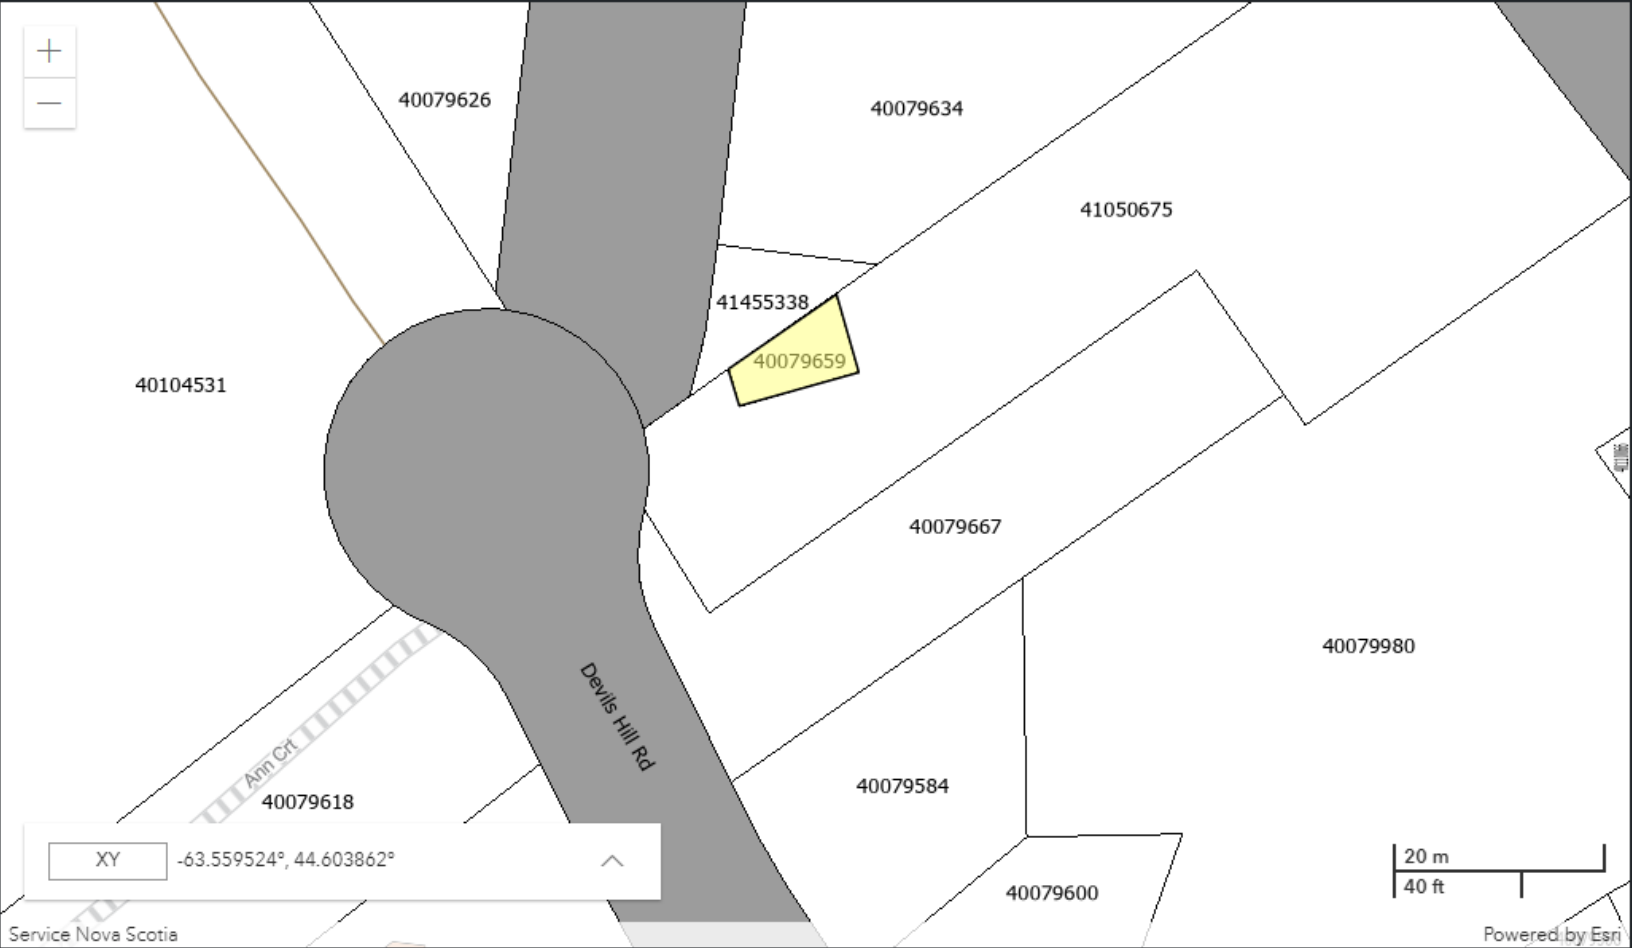 +
−
40079626
40079634
41050675
41455338
40079659
40104531
40079667
40079980
Devils Hill Rd
Ann Crt
40079584
40079618
XY
-63.559524°, 44.603862°
20 m
40 ft
40079600
Service Nova Scotia
Powered by Esri